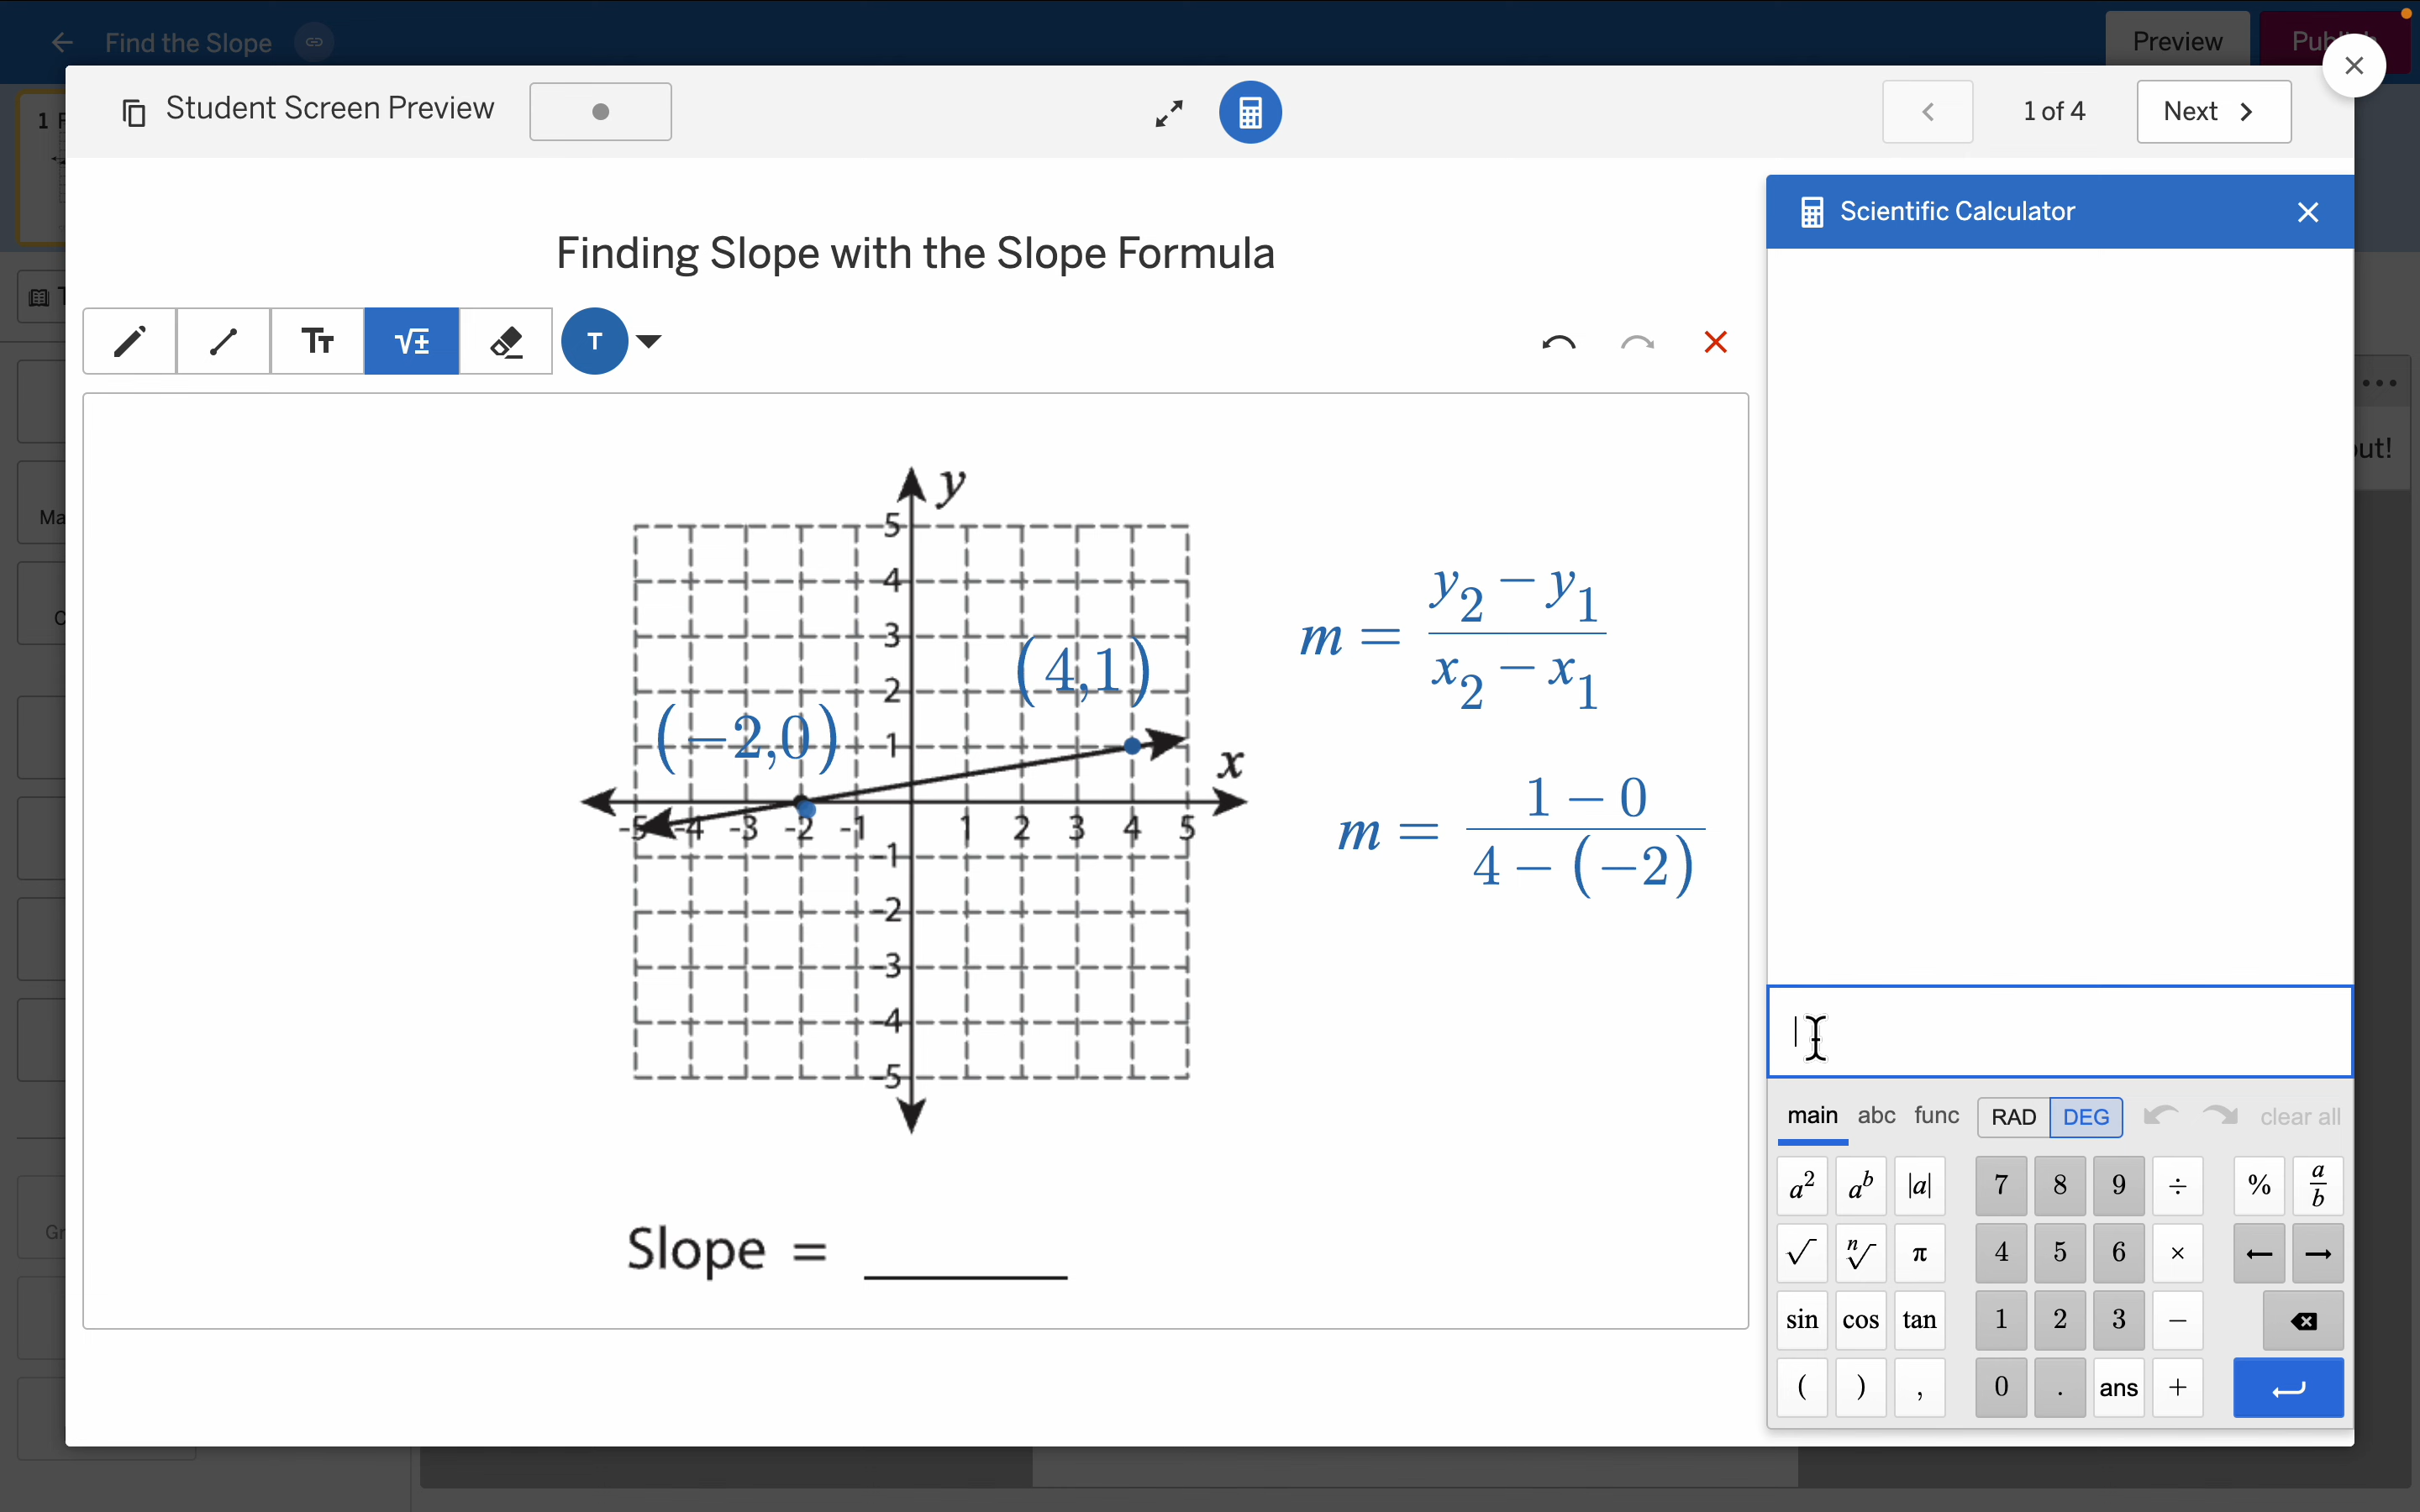 Find the Slope
Preview
Student Screen Preview
1 of 4
Next
Scientific Calculator
Finding Slope with the Slope Formula
Tт
√±
T
y
5
4
3
2
1
-5 -4 -3 -2 -1 1 2 3 4 5
-1
-2
-3
-4
-5
x
(4,1)
(−2,0)
m = y₂ − y₁ / x₂ − x₁
m = 1 − 0 / 4 − (−2)
Slope = ______
main abc func RAD DEG clear all
a² aᵇ |a| 7 8 9 ÷ % a/b
√ ⁿ√ π 4 5 6 × ← →
sin cos tan 1 2 3 −
( ) , 0 . ans +